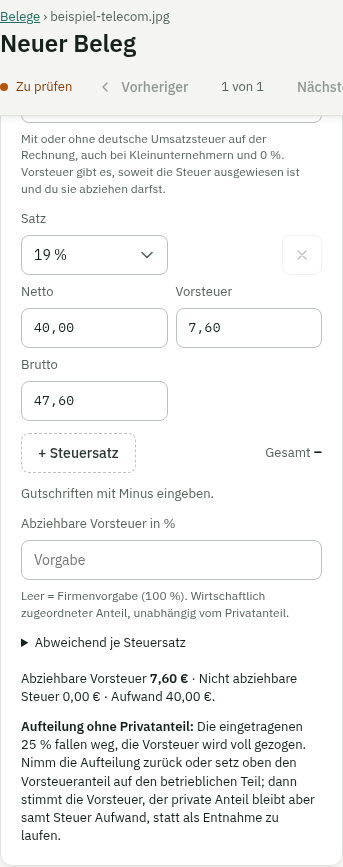 Belege › beispiel-telecom.jpg
Neuer Beleg
Zu prüfen
Vorheriger
1 von 1
Nächst
Mit oder ohne deutsche Umsatzsteuer auf der
Rechnung, auch bei Kleinunternehmern und 0 %.
Vorsteuer gibt es, soweit die Steuer ausgewiesen ist
und du sie abziehen darfst.
Satz
19 %
Netto Vorsteuer
40,00 7,60
Brutto
47,60
+ Steuersatz Gesamt –
Gutschriften mit Minus eingeben.
Abziehbare Vorsteuer in %
Vorgabe
Leer = Firmenvorgabe (100 %). Wirtschaftlich
zugeordneter Anteil, unabhängig vom Privatanteil.
Abweichend je Steuersatz
Abziehbare Vorsteuer 7,60 € · Nicht abziehbare
Steuer 0,00 € · Aufwand 40,00 €.
Aufteilung ohne Privatanteil: Die eingetragenen
25 % fallen weg, die Vorsteuer wird voll gezogen.
Nimm die Aufteilung zurück oder setz oben den
Vorsteueranteil auf den betrieblichen Teil; dann
stimmt die Vorsteuer, der private Anteil bleibt aber
samt Steuer Aufwand, statt als Entnahme zu
laufen.